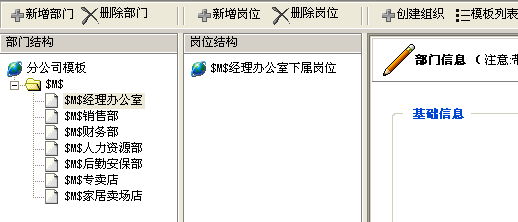 新增部门 删除部门 新增岗位 删除岗位 创建组织 模板列表
部门结构
分公司模板
$M$
$M$经理办公室
$M$销售部
$M$财务部
$M$人力资源部
$M$后勤安保部
$M$专卖店
$M$家居卖场店
岗位结构
$M$经理办公室下属岗位
部门信息 （注意:带
基础信息